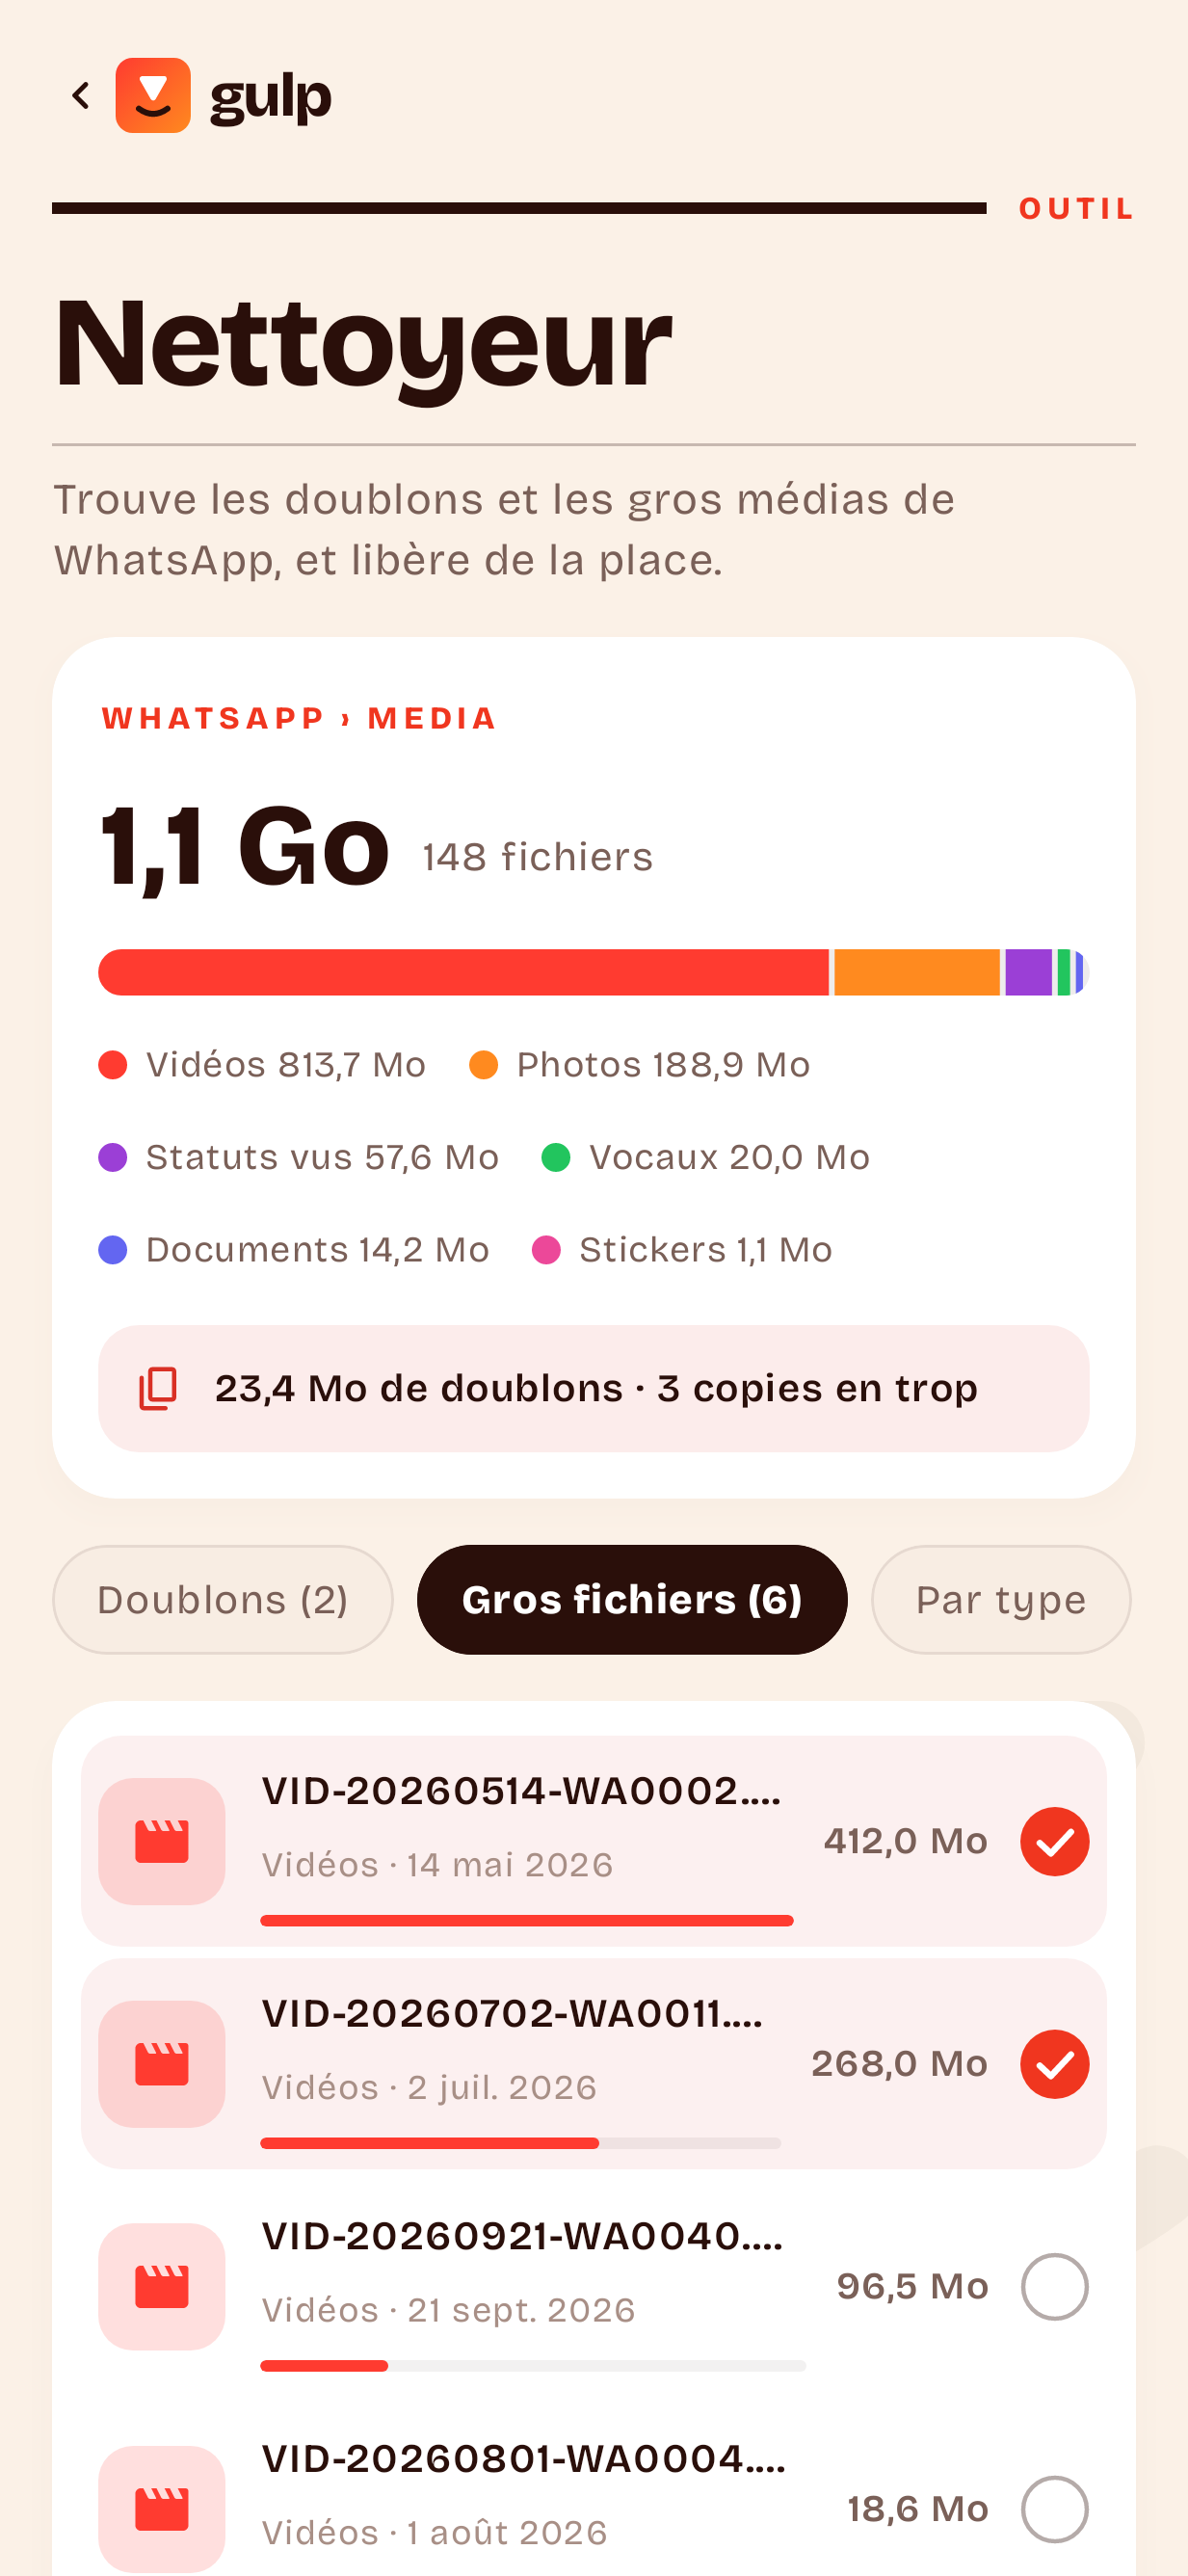 gulp
OUTIL
Nettoyeur
Trouve les doublons et les gros médias de
WhatsApp, et libère de la place.
WHATSAPP › MEDIA
1,1 Go 148 fichiers
Vidéos 813,7 Mo Photos 188,9 Mo
Statuts vus 57,6 Mo Vocaux 20,0 Mo
Documents 14,2 Mo Stickers 1,1 Mo
23,4 Mo de doublons · 3 copies en trop
Doublons (2) Gros fichiers (6) Par type
VID-20260514-WA0002....
412,0 Mo
Vidéos · 14 mai 2026
VID-20260702-WA0011....
268,0 Mo
Vidéos · 2 juil. 2026
VID-20260921-WA0040....
96,5 Mo
Vidéos · 21 sept. 2026
VID-20260801-WA0004....
18,6 Mo
Vidéos · 1 août 2026